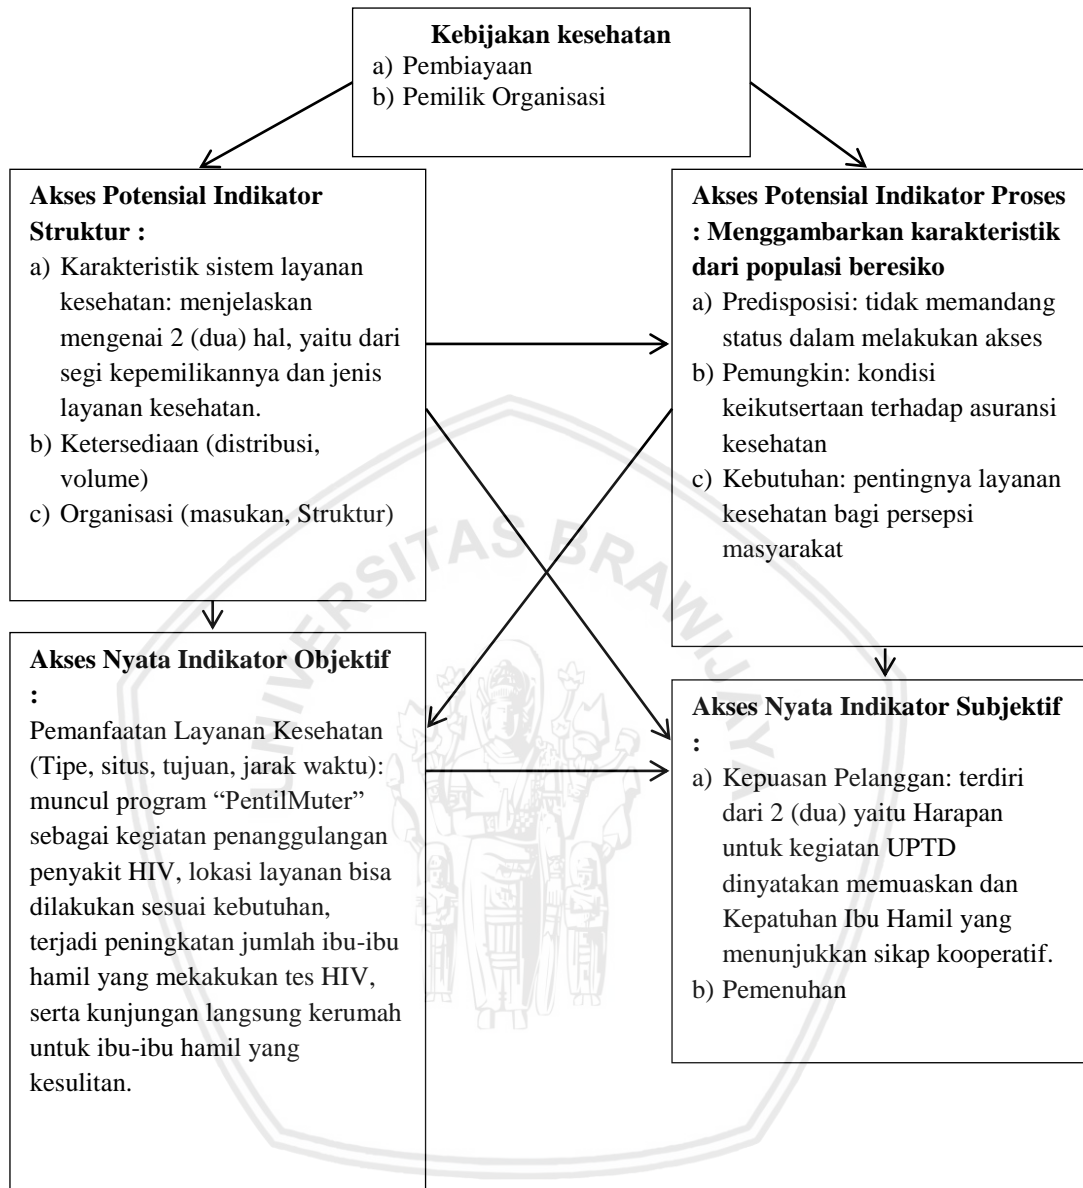 Kebijakan kesehatan
a) Pembiayaan
b) Pemilik Organisasi
Akses Potensial Indikator
Struktur :
a) Karakteristik sistem layanan
kesehatan: menjelaskan
mengenai 2 (dua) hal, yaitu dari
segi kepemilikannya dan jenis
layanan kesehatan.
b) Ketersediaan (distribusi,
volume)
c) Organisasi (masukan, Struktur)
Akses Potensial Indikator Proses
: Menggambarkan karakteristik
dari populasi beresiko
a) Predisposisi: tidak memandang
status dalam melakukan akses
b) Pemungkin: kondisi
keikutsertaan terhadap asuransi
kesehatan
c) Kebutuhan: pentingnya layanan
kesehatan bagi persepsi
masyarakat
Akses Nyata Indikator Objektif
:
Pemanfaatan Layanan Kesehatan
(Tipe, situs, tujuan, jarak waktu):
muncul program “PentilMuter”
sebagai kegiatan penanggulangan
penyakit HIV, lokasi layanan bisa
dilakukan sesuai kebutuhan,
terjadi peningkatan jumlah ibu-ibu
hamil yang mekakukan tes HIV,
serta kunjungan langsung kerumah
untuk ibu-ibu hamil yang
kesulitan.
Akses Nyata Indikator Subjektif
:
a) Kepuasan Pelanggan: terdiri
dari 2 (dua) yaitu Harapan
untuk kegiatan UPTD
dinyatakan memuaskan dan
Kepatuhan Ibu Hamil yang
menunjukkan sikap kooperatif.
b) Pemenuhan
UNIVERSITAS BRAWIJAYA